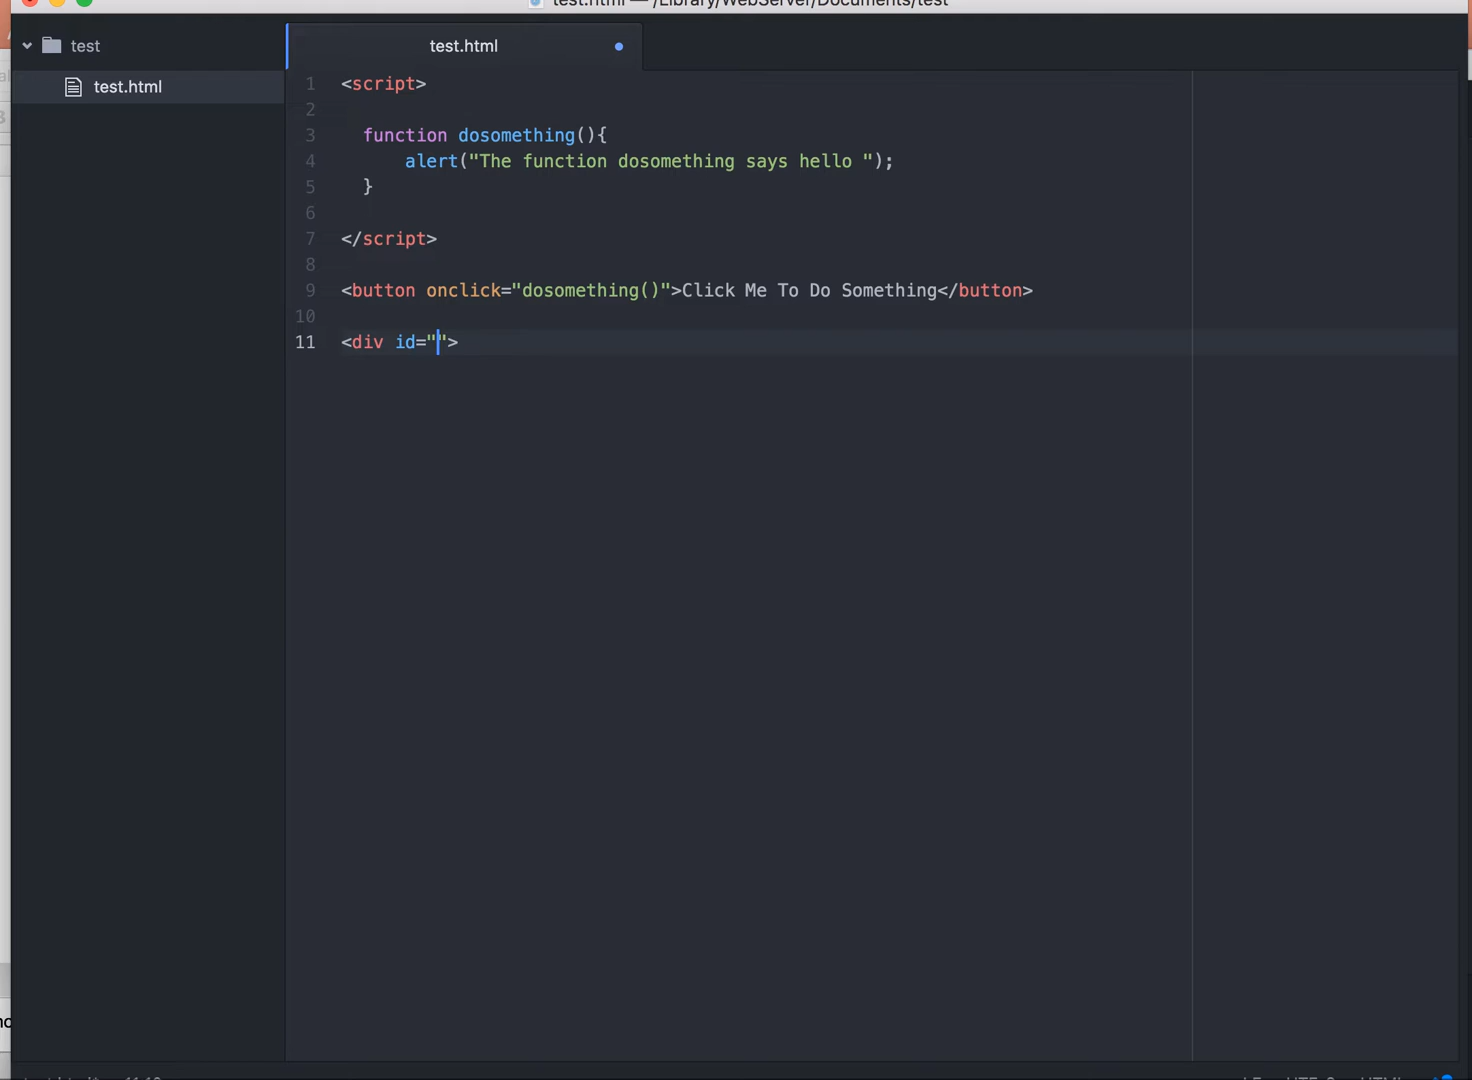 test.html — /Library/WebServer/Documents/test
test
test.html
test.html
1 <script>
2
3 function dosomething(){
4 alert("The function dosomething says hello ");
5 }
6
7 </script>
8
9 <button onclick="dosomething()">Click Me To Do Something</button>
10
11 <div id="">